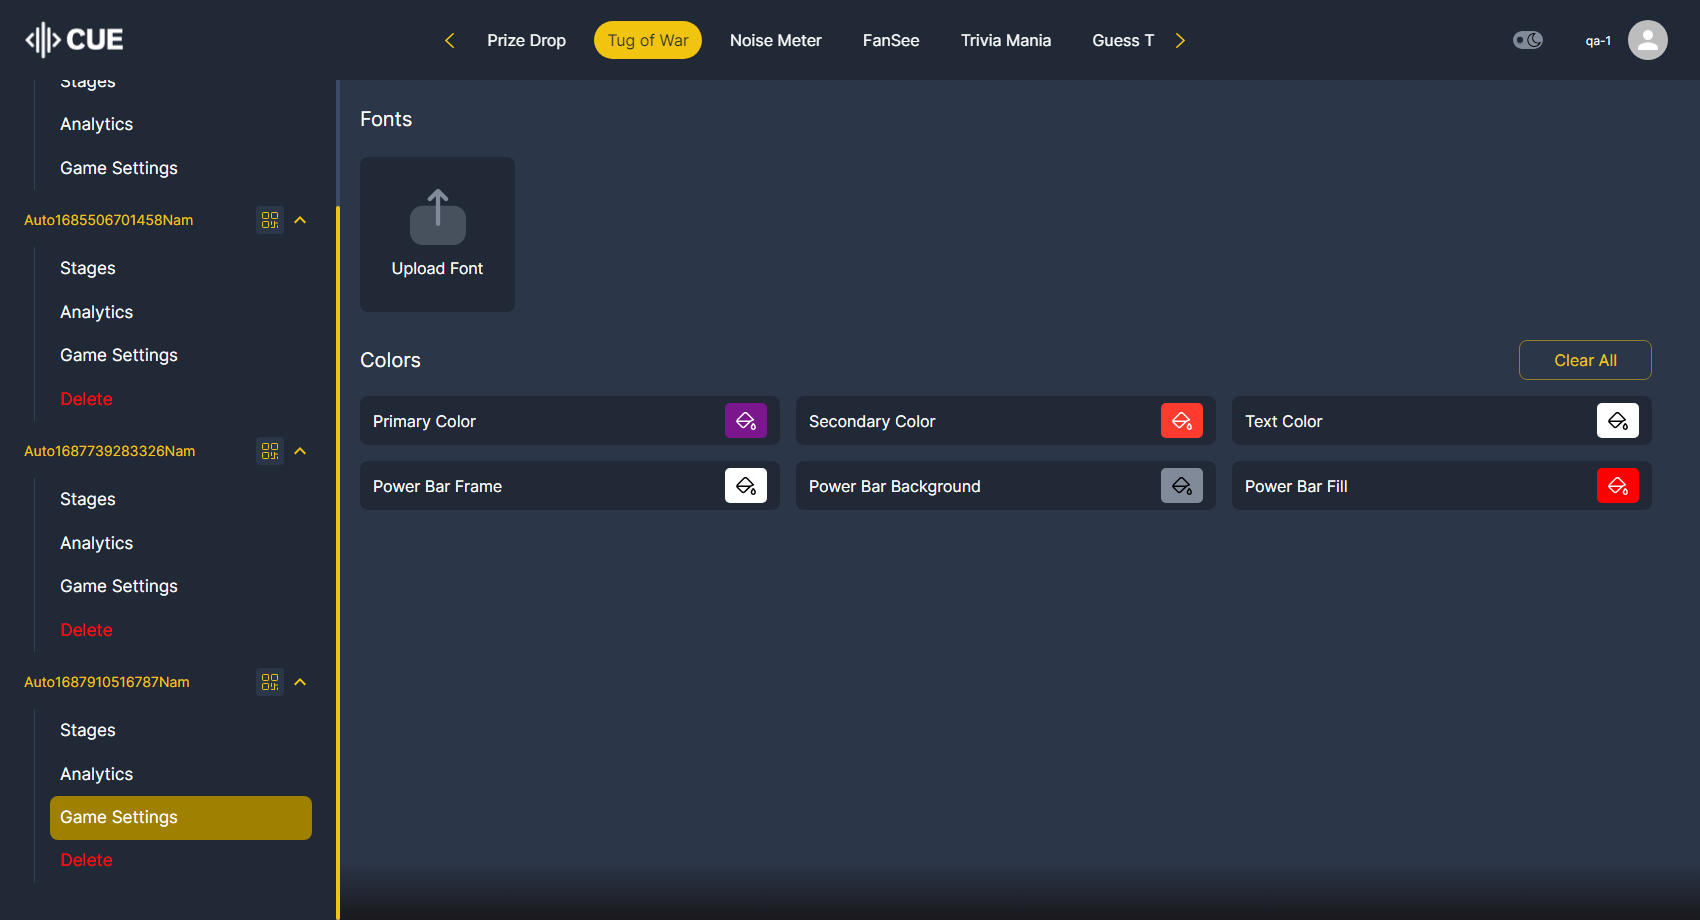 CUE
Prize Drop
Tug of War
Noise Meter
FanSee
Trivia Mania
Guess T
qa-1
Stages
Analytics
Game Settings
Auto1685506701458Nam
Stages
Analytics
Game Settings
Delete
Auto1687739283326Nam
Stages
Analytics
Game Settings
Delete
Auto1687910516787Nam
Stages
Analytics
Game Settings
Delete
Fonts
Upload Font
Colors
Clear All
Primary Color
Secondary Color
Text Color
Power Bar Frame
Power Bar Background
Power Bar Fill